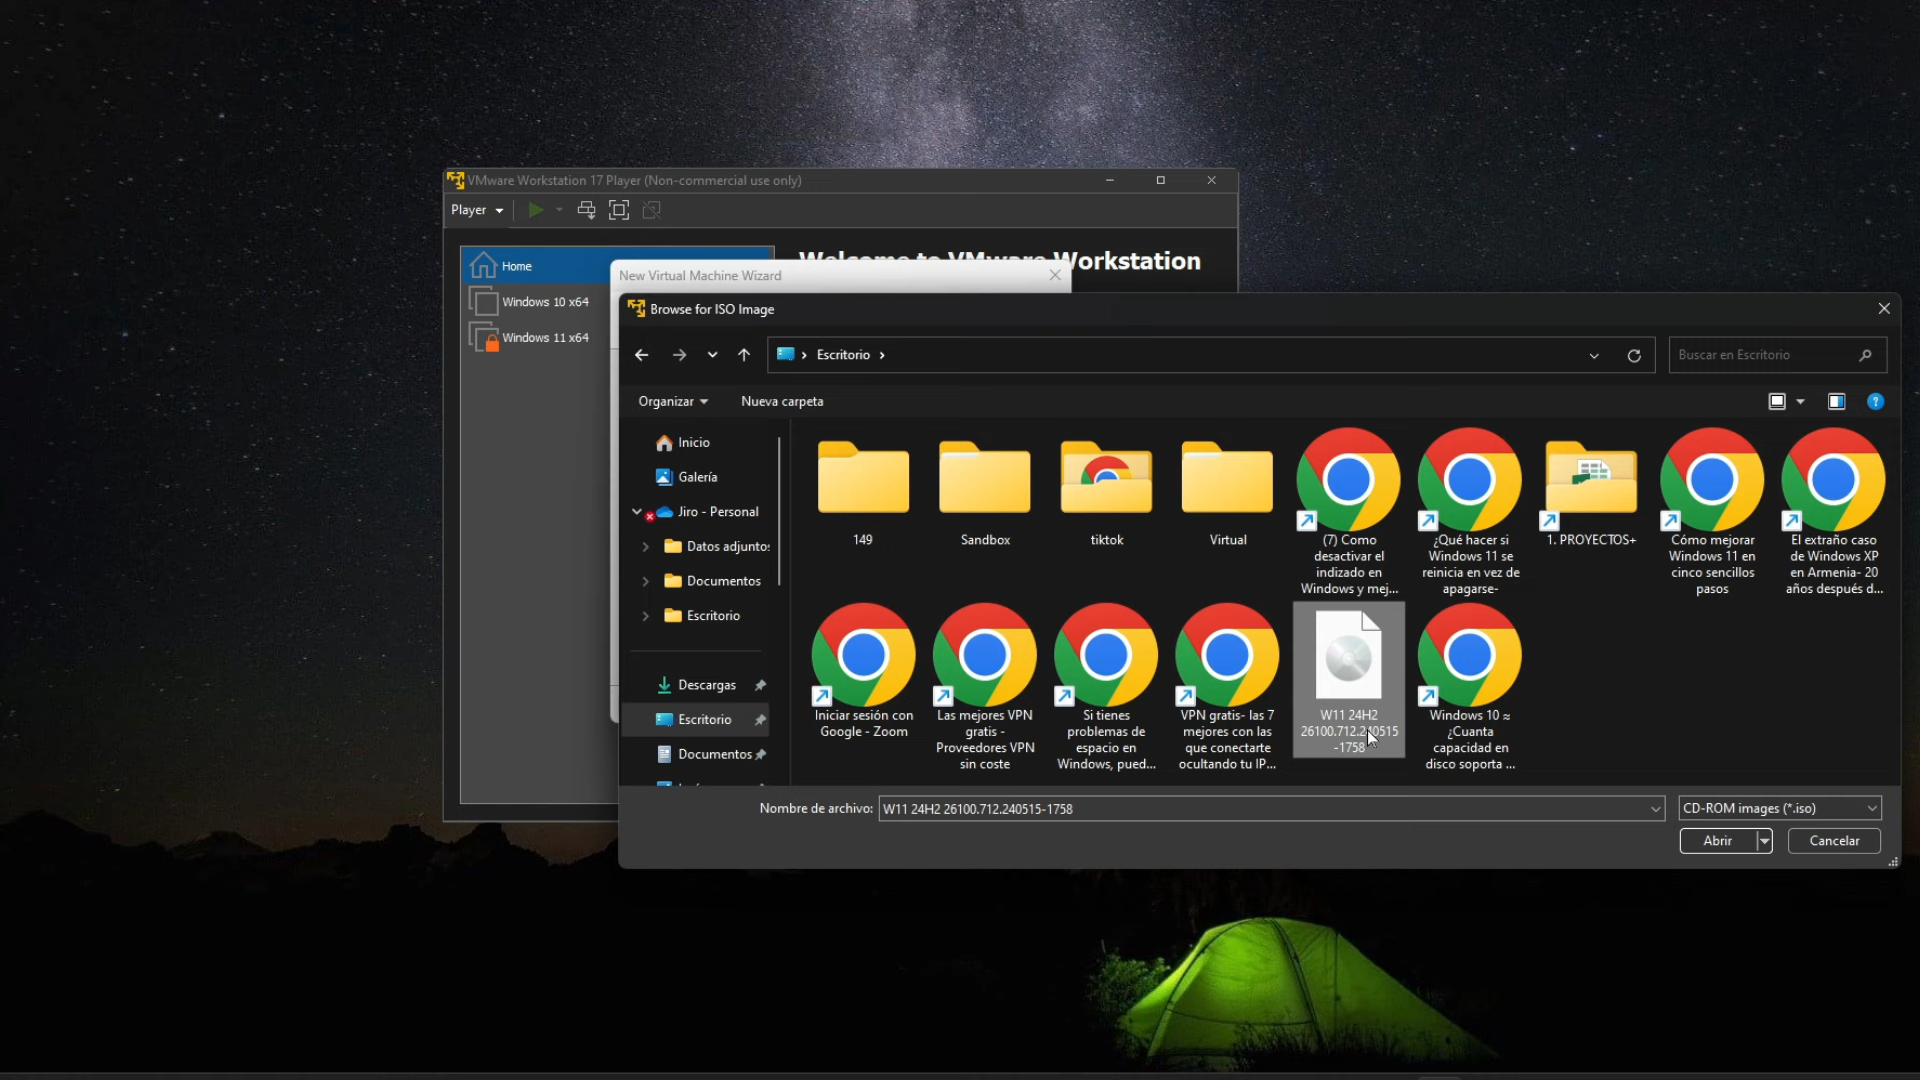 VMware Workstation 17 Player (Non-commercial use only)
Player
Home
Windows 10 x64
Windows 11 x64
Workstation
New Virtual Machine Wizard
Browse for ISO Image
Escritorio
Buscar en Escritorio
Organizar
Nueva carpeta
Inicio
Galería
Jiro - Personal
Datos adjunto
Documentos
Escritorio
Descargas
Escritorio
Documentos
149
Sandbox
tiktok
Virtual
(7) Como
desactivar el
indizado en
Windows y mej...
¿Qué hacer si
Windows 11 se
reinicia en vez de
apagarse-
1. PROYECTOS+
Cómo mejorar
Windows 11 en
cinco sencillos
pasos
El extraño caso
de Windows XP
en Armenia- 20
años después d...
Iniciar sesión con
Google - Zoom
Las mejores VPN
gratis -
Proveedores VPN
sin coste
Si tienes
problemas de
espacio en
Windows, pued...
VPN gratis- las 7
mejores con las
que conectarte
ocultando tu IP...
W11 24H2
26100.712.240515
-1758
Windows 10 ≈
¿Cuanta
capacidad en
disco soporta ...
Nombre de archivo:
W11 24H2 26100.712.240515-1758
CD-ROM images (*.iso)
Abrir
Cancelar